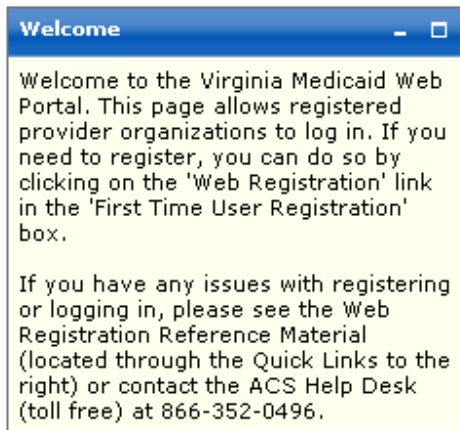 Welcome
Welcome to the Virginia Medicaid Web
Portal. This page allows registered
provider organizations to log in. If you
need to register, you can do so by
clicking on the 'Web Registration' link
in the 'First Time User Registration'
box.
If you have any issues with registering
or logging in, please see the Web
Registration Reference Material
(located through the Quick Links to the
right) or contact the ACS Help Desk
(toll free) at 866-352-0496.